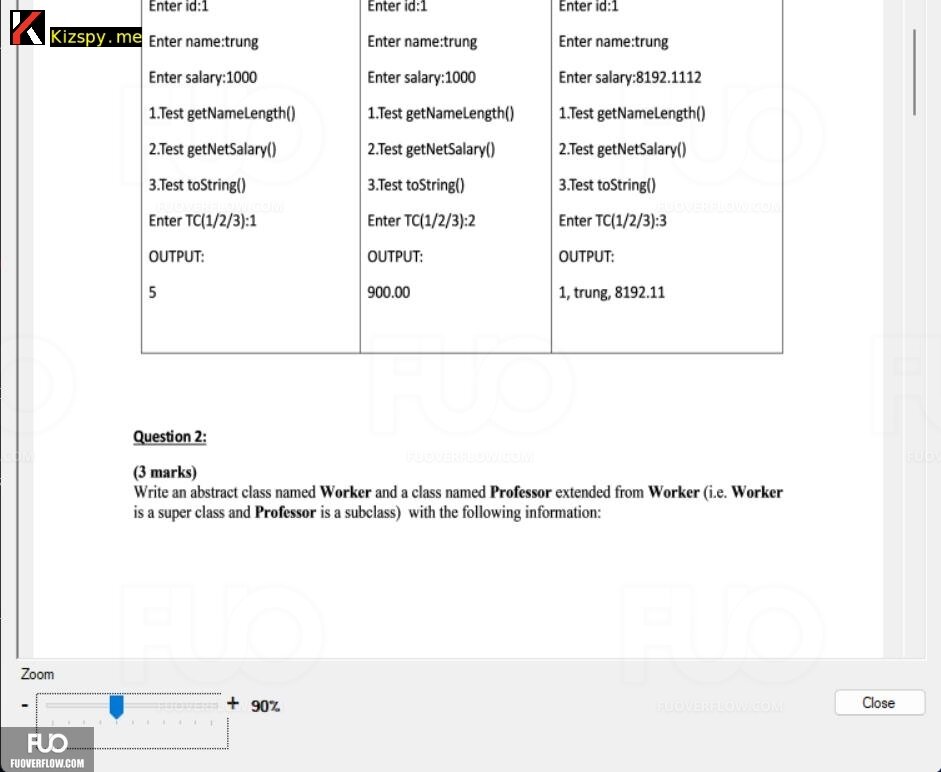 Kizspy.me
Enter id:1
Enter name:trung
Enter salary:1000
1.Test getNameLength()
2.Test getNetSalary()
3.Test toString()
Enter TC(1/2/3):1
OUTPUT:
5
Enter id:1
Enter name:trung
Enter salary:1000
1.Test getNameLength()
2.Test getNetSalary()
3.Test toString()
Enter TC(1/2/3):2
OUTPUT:
900.00
Enter id:1
Enter name:trung
Enter salary:8192.1112
1.Test getNameLength()
2.Test getNetSalary()
3.Test toString()
Enter TC(1/2/3):3
OUTPUT:
1, trung, 8192.11
Question 2:
(3 marks)
Write an abstract class named Worker and a class named Professor extended from Worker (i.e. Worker
is a super class and Professor is a subclass) with the following information:
Zoom
- + 90%
Close
FUO
FUOVERFLOW.COM